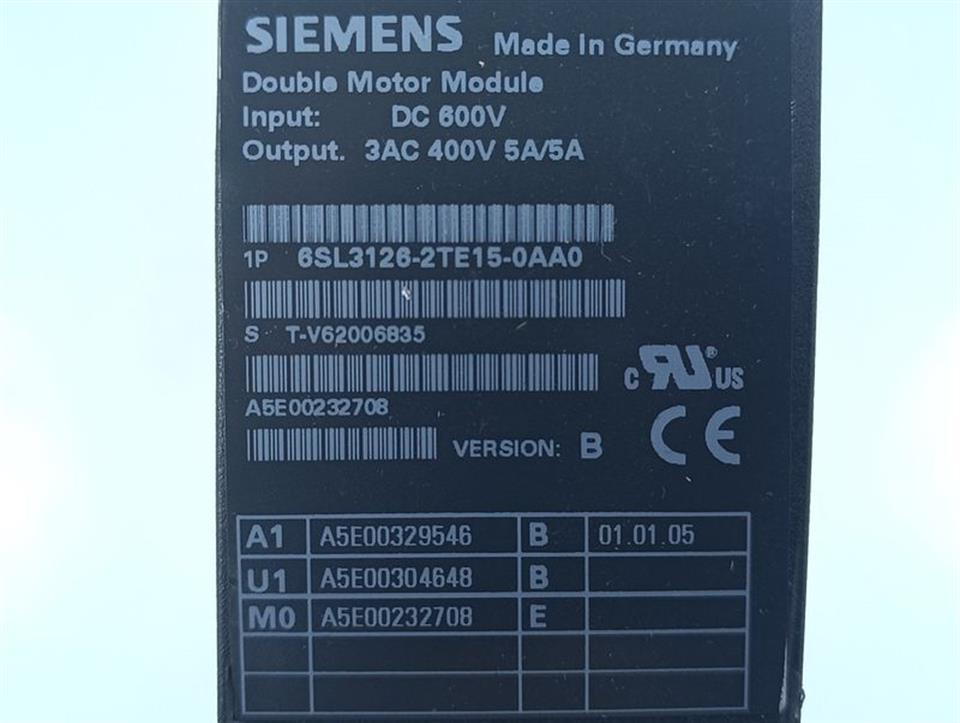 SIEMENS Made in Germany
Double Motor Module
Input: DC 600V
Output. 3AC 400V 5A/5A
1P 6SL3126-2TE15-0AA0
S T-V62006835
C RU® US
A5E00232708
VERSION: B CE
A1 A5E00329546 B 01.01.05
U1 A5E00304648 B
M0 A5E00232708 E